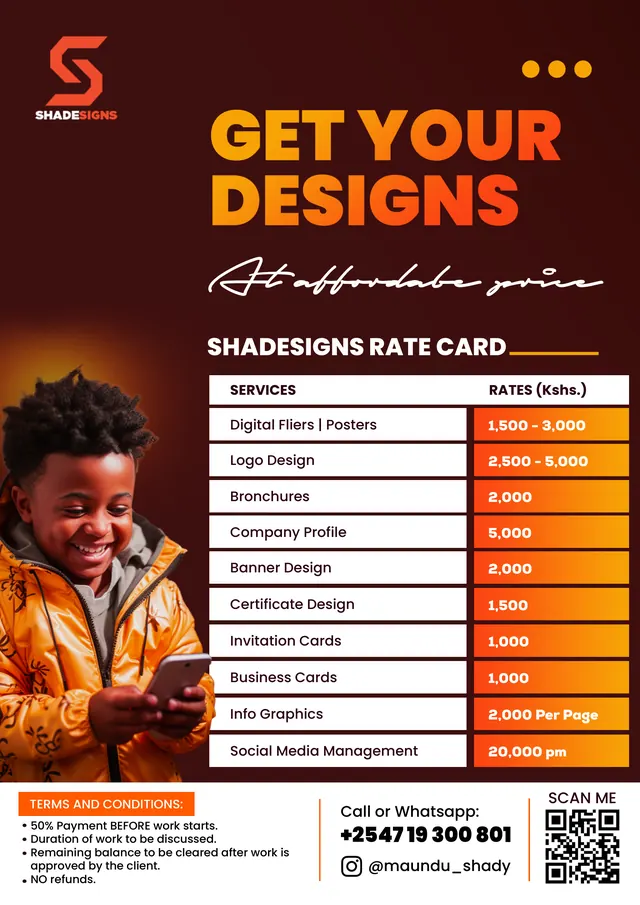 SHADESIGNS
GET YOUR
DESIGNS
At affordabe price
SHADESIGNS RATE CARD
SERVICES RATES (Kshs.)
Digital Fliers | Posters 1,500 - 3,000
Logo Design 2,500 - 5,000
Bronchures 2,000
Company Profile 5,000
Banner Design 2,000
Certificate Design 1,500
Invitation Cards 1,000
Business Cards 1,000
Info Graphics 2,000 Per Page
Social Media Management 20,000 pm
TERMS AND CONDITIONS:
• 50% Payment BEFORE work starts.
• Duration of work to be discussed.
• Remaining balance to be cleared after work is
approved by the client.
• NO refunds.
Call or Whatsapp:
+254719 300 801
@maundu_shady
SCAN ME